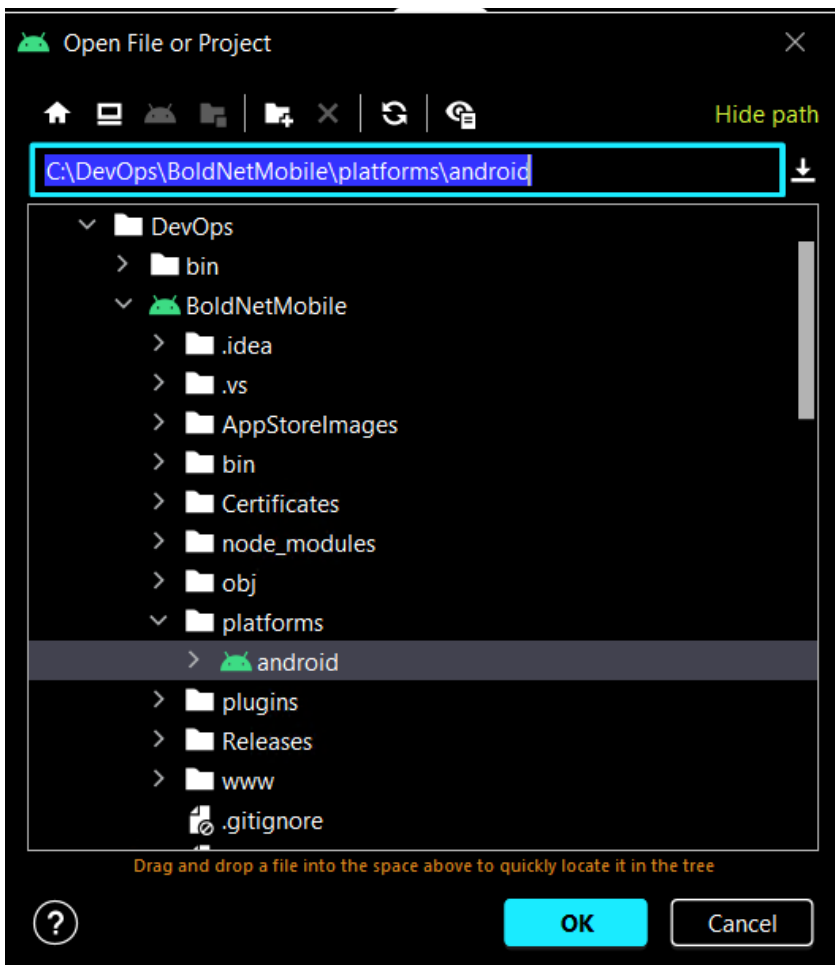 Open File or Project
Hide path
C:\DevOps\BoldNetMobile\platforms\android
DevOps
bin
BoldNetMobile
.idea
.vs
AppStoreImages
bin
Certificates
node_modules
obj
platforms
android
plugins
Releases
www
.gitignore
Drag and drop a file into the space above to quickly locate it in the tree
?
OK
Cancel